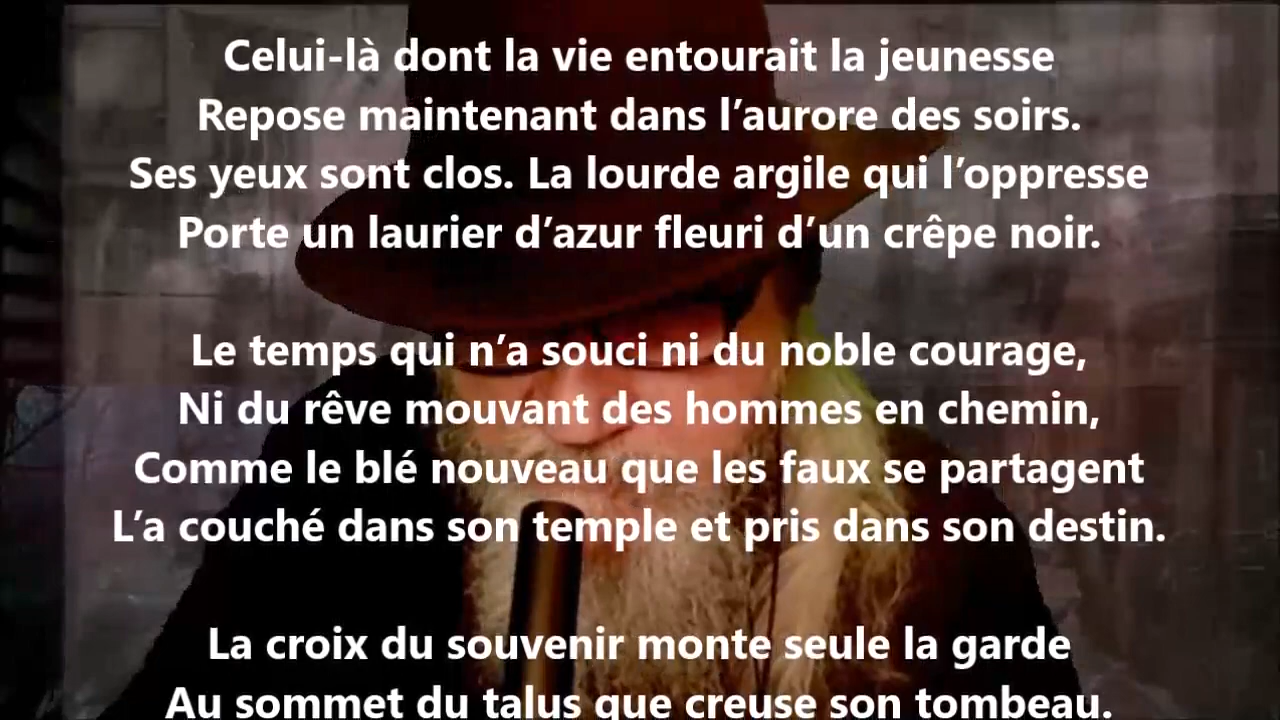 Celui-là dont la vie entourait la jeunesse
Repose maintenant dans l’aurore des soirs.
Ses yeux sont clos. La lourde argile qui l’oppresse
Porte un laurier d’azur fleuri d’un crêpe noir.
Le temps qui n’a souci ni du noble courage,
Ni du rêve mouvant des hommes en chemin,
Comme le blé nouveau que les faux se partagent
L’a couché dans son temple et pris dans son destin.
La croix du souvenir monte seule la garde
Au sommet du talus que creuse son tombeau.